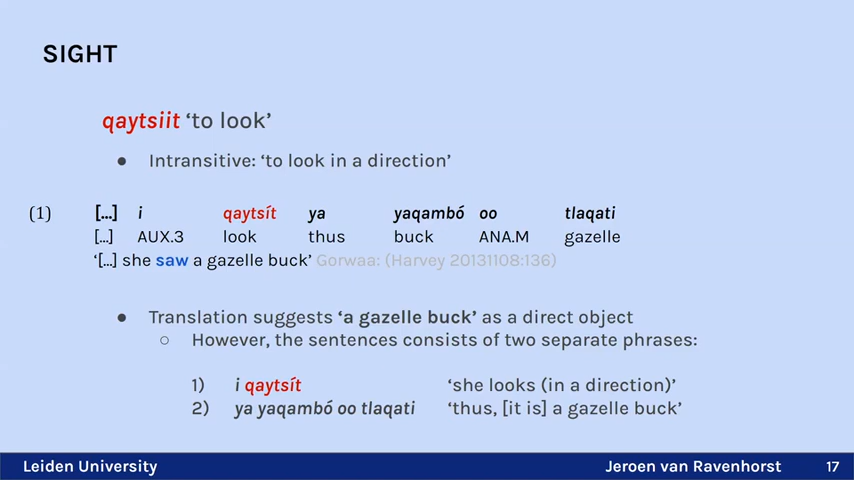 SIGHT
qaytsiit ‘to look’
● Intransitive: ‘to look in a direction’
(1) [...] i qaytsít ya yaqambó oo tlaqati
[...] AUX.3 look thus buck ANA.M gazelle
‘[...] she saw a gazelle buck’ Gorwaa: (Harvey 20131108:136)
● Translation suggests ‘a gazelle buck’ as a direct object
○ However, the sentences consists of two separate phrases:
1) i qaytsít ‘she looks (in a direction)’
2) ya yaqambó oo tlaqati ‘thus, [it is] a gazelle buck’
Leiden University Jeroen van Ravenhorst 17